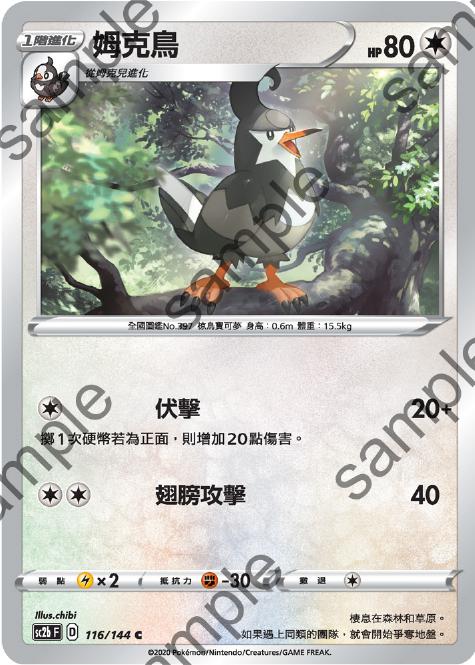 1階進化
姆克鳥
HP80
從姆克兒進化
全國圖鑑No.397 椋鳥寶可夢 身高：0.6m 體重：15.5kg
伏擊 20+
擲1次硬幣若為正面，則增加20點傷害。
翅膀攻擊 40
弱點 ×2 抵抗力 -30 撤退
Illus.chibi
sc2b F D 116/144 C
棲息在森林和草原。
如果遇上同類的團隊，就會開始爭奪地盤。
©2020 Pokémon/Nintendo/Creatures/GAME FREAK.
sample
sample
sample
sample
sample
sample
sample
sample